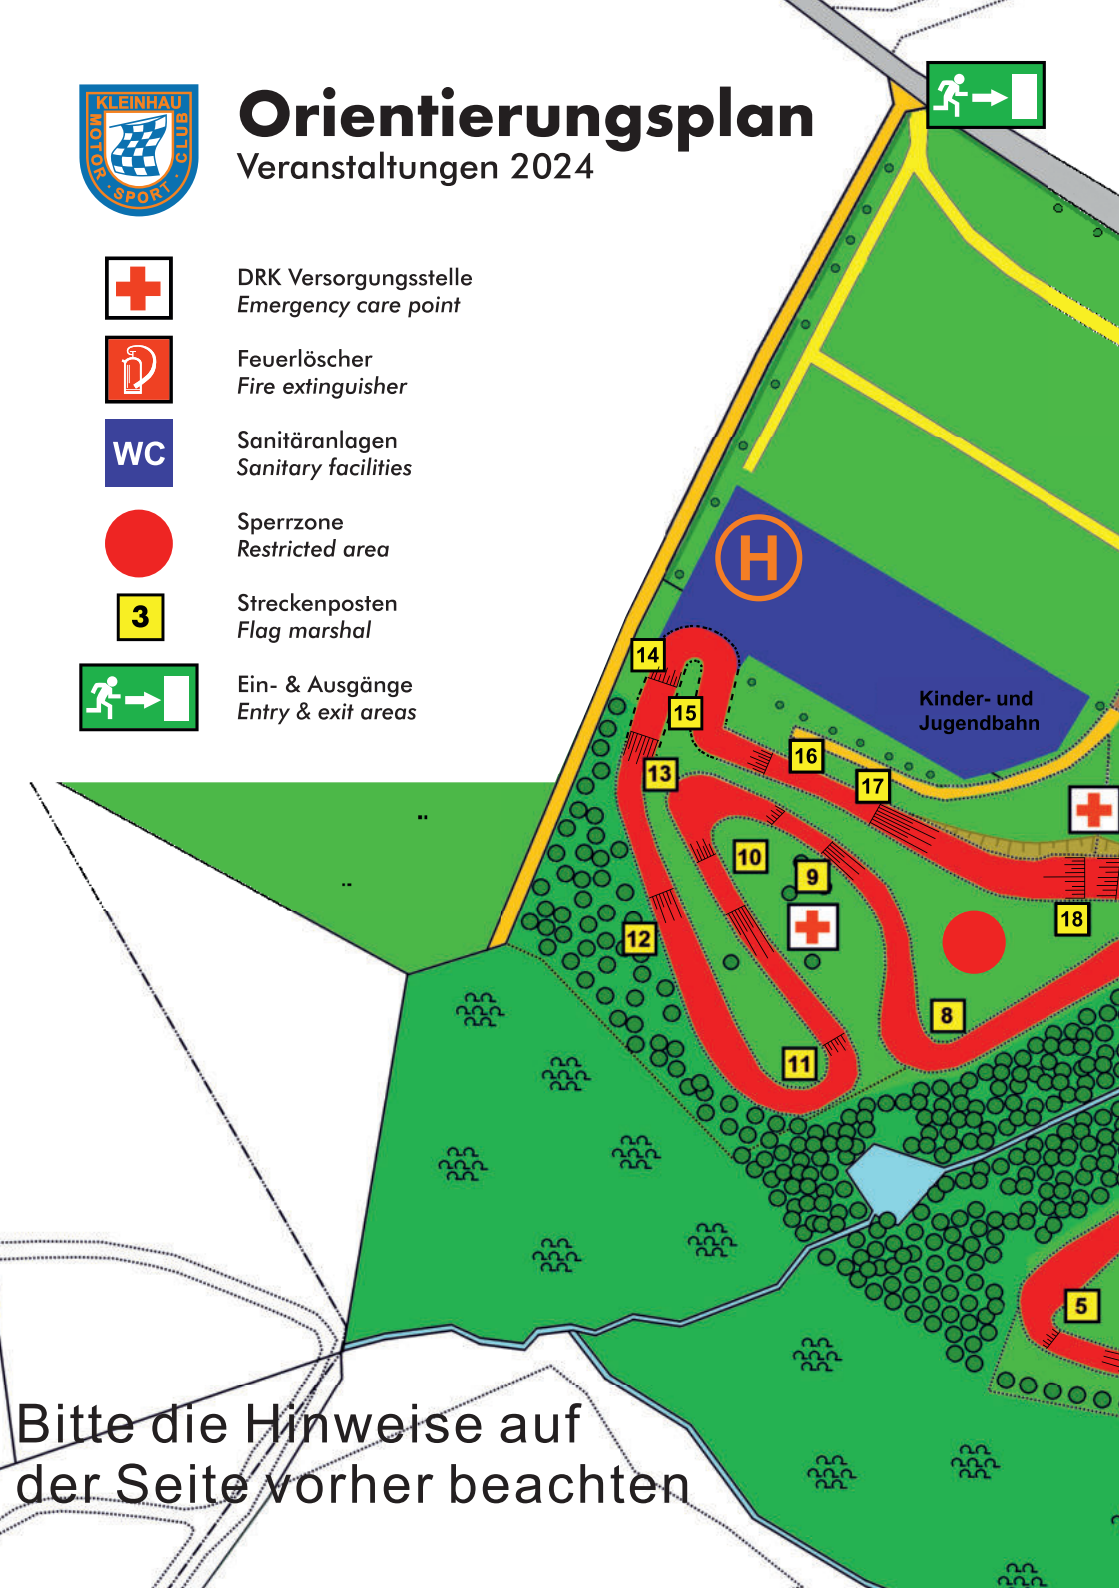 KLEINHAU
MOTOR · SPORT · CLUB
Orientierungsplan
Veranstaltungen 2024
DRK Versorgungsstelle
Emergency care point
Feuerlöscher
Fire extinguisher
WC
Sanitäranlagen
Sanitary facilities
Sperrzone
Restricted area
3
Streckenposten
Flag marshal
Ein- & Ausgänge
Entry & exit areas
H
14
15
Kinder- und
Jugendbahn
16
13
17
10
9
18
12
8
11
5
Bitte die Hinweise auf
der Seite vorher beachten